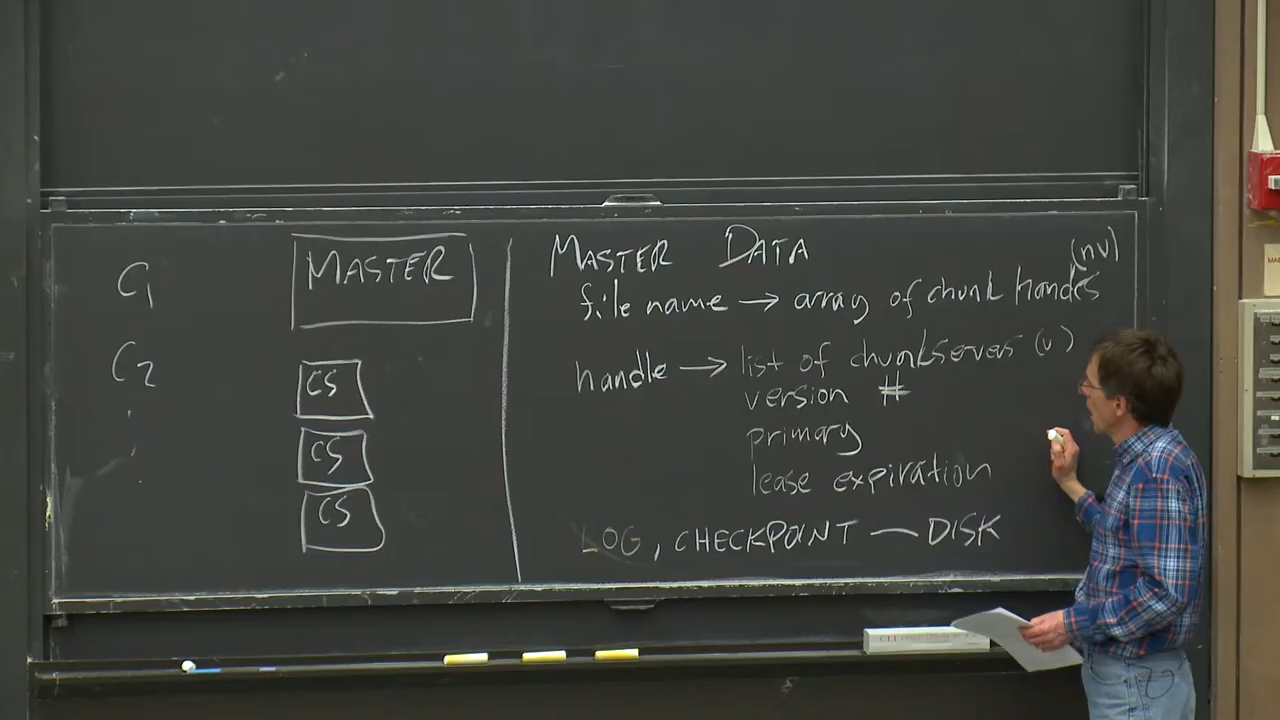 C1
C2
MASTER
CS
CS
CS
MASTER DATA
(nv)
file name → array of chunk handles
handle → list of chunkservers (v)
version #
primary
lease expiration
LOG, CHECKPOINT — DISK